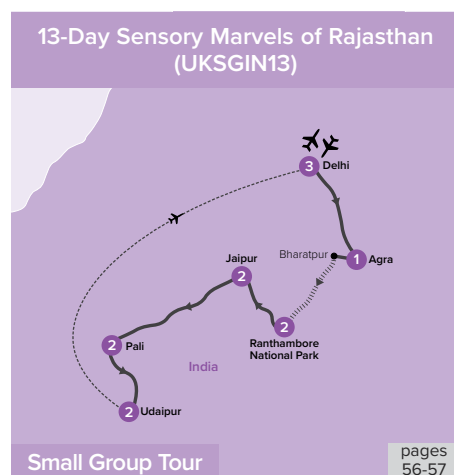 13-Day Sensory Marvels of Rajasthan
(UKSGIN13)
3 Delhi
Bharatpur
1 Agra
Jaipur
2
2
Ranthambore
National Park
2 Pali
India
2 Udaipur
Small Group Tour
pages
56-57